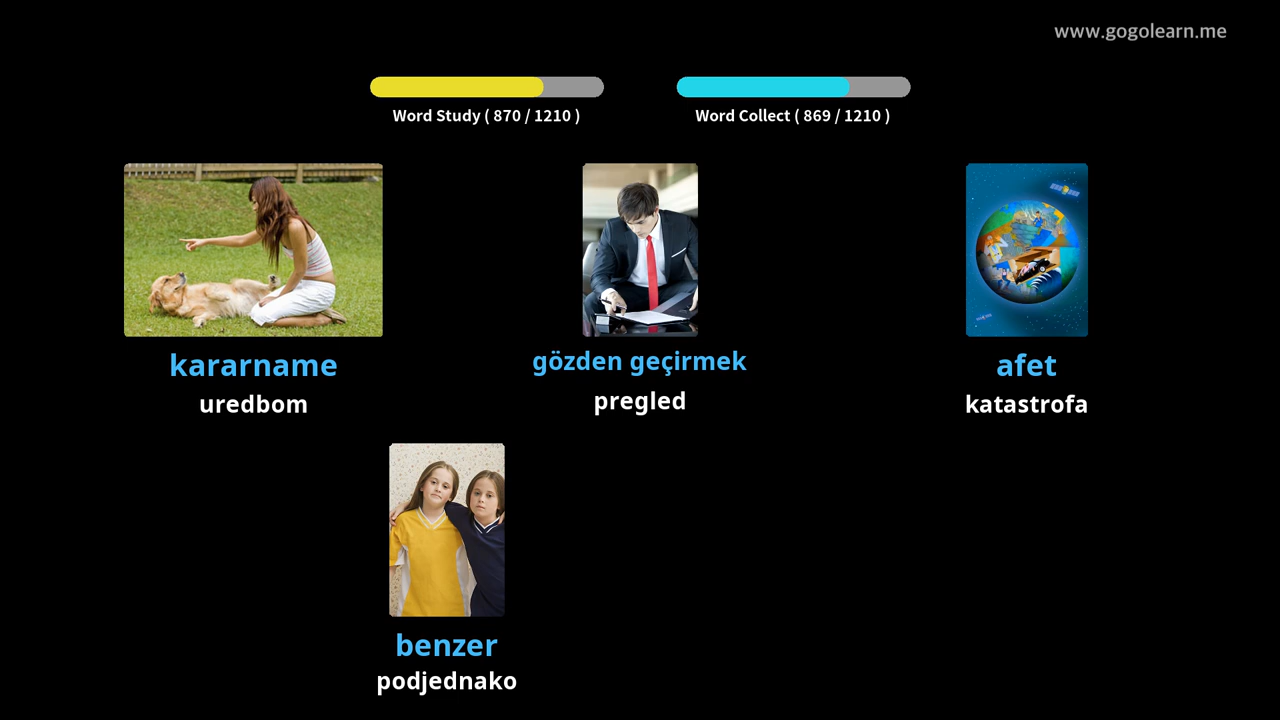 www.gogolearn.me
Word Study ( 870 / 1210 )
Word Collect ( 869 / 1210 )
kararname
uredbom
gözden geçirmek
pregled
afet
katastrofa
benzer
podjednako